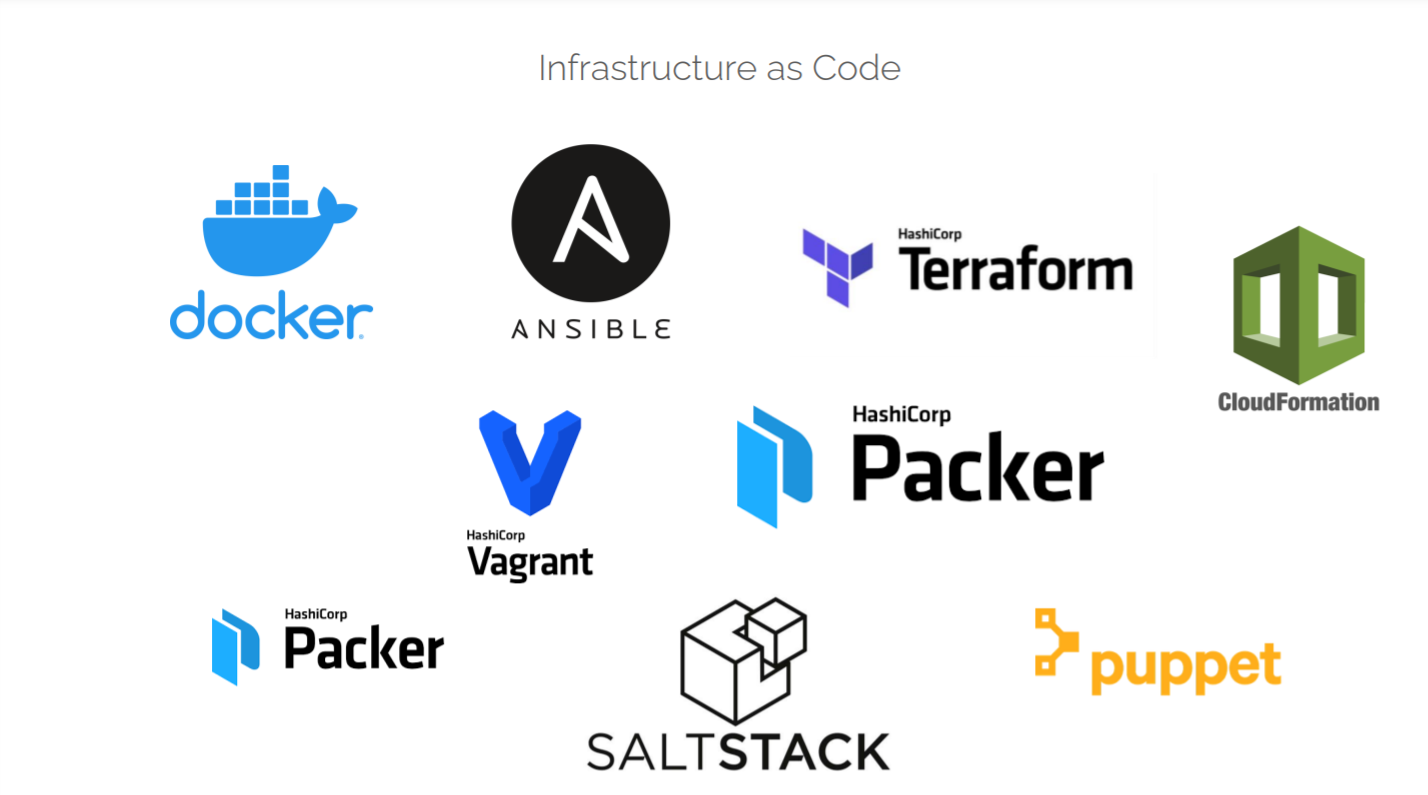 Infrastructure as Code
docker
ANSIBLE
HashiCorp
Terraform
CloudFormation
HashiCorp
Vagrant
HashiCorp
Packer
HashiCorp
Packer
SALTSTACK
puppet